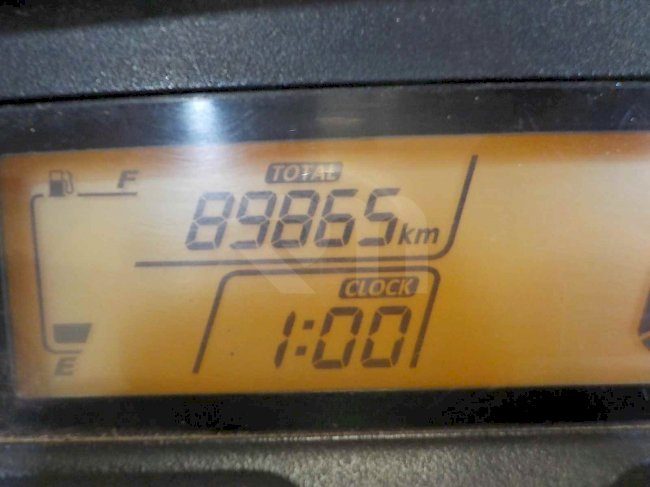 F
TOTAL
89865km
CLOCK
1:00
E